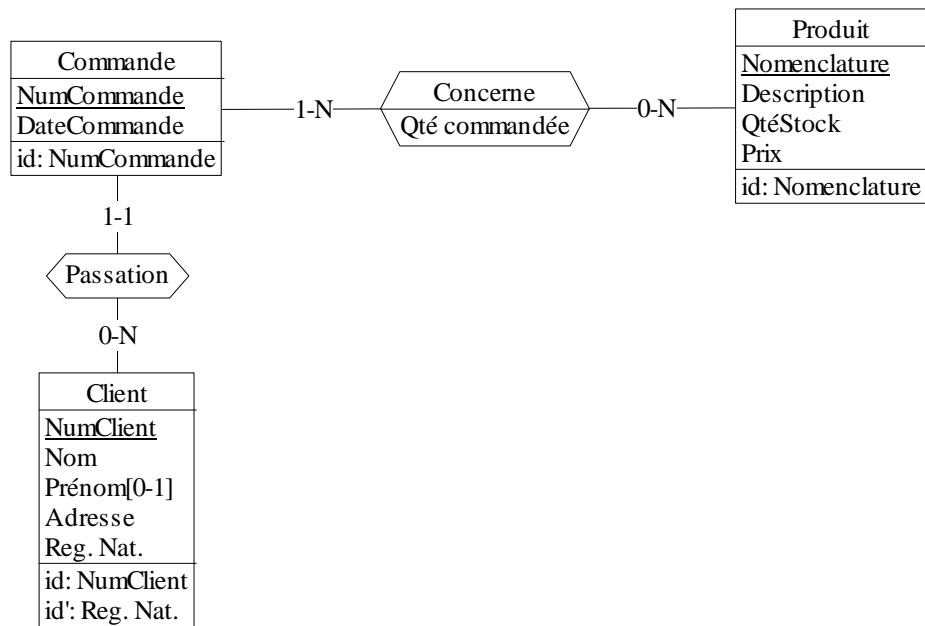 Commande
NumCommande
DateCommande
id: NumCommande
1-N
Concerne
Qté commandée
0-N
Produit
Nomenclature
Description
QtéStock
Prix
id: Nomenclature
1-1
Passation
0-N
Client
NumClient
Nom
Prénom[0-1]
Adresse
Reg. Nat.
id: NumClient
id': Reg. Nat.